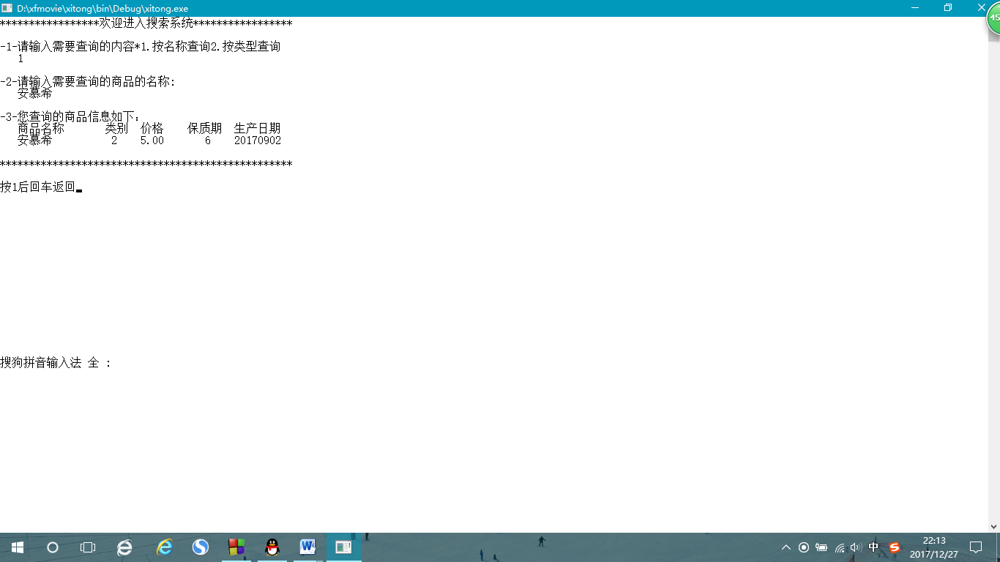 D:\xfmovie\xitong\bin\Debug\xitong.exe
*****************欢迎进入搜索系统*****************
-1-请输入需要查询的内容*1.按名称查询2.按类型查询
1
-2-请输入需要查询的商品的名称:
安慕希
-3-您查询的商品信息如下:
商品名称 类别 价格 保质期 生产日期
安慕希 2 5.00 6 20170902
**************************************************
按1后回车返回
搜狗拼音输入法 全 :
45
中
22:13
2017/12/27